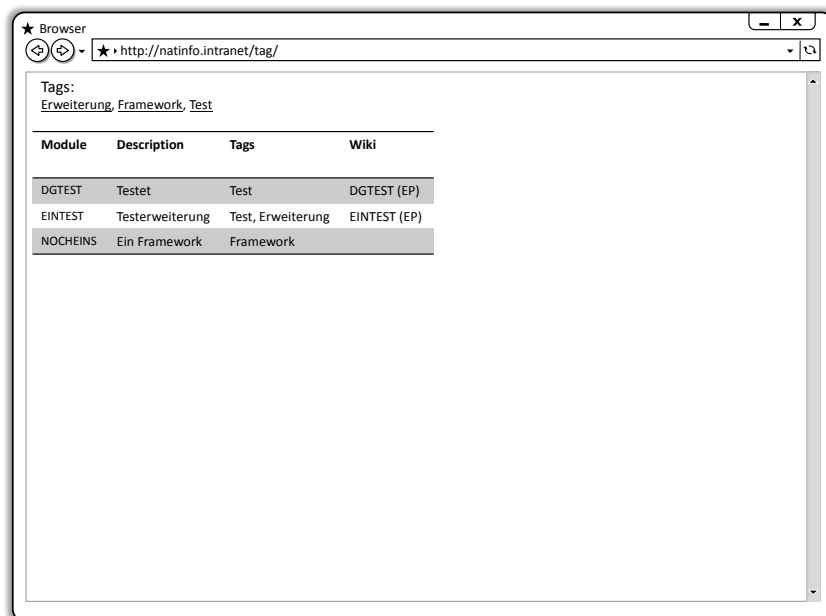 Browser
http://natinfo.intranet/tag/
Tags:
Erweiterung, Framework, Test
Module Description Tags Wiki
DGTEST Testet Test DGTEST (EP)
EINTEST Testerweiterung Test, Erweiterung EINTEST (EP)
NOCHEINS Ein Framework Framework